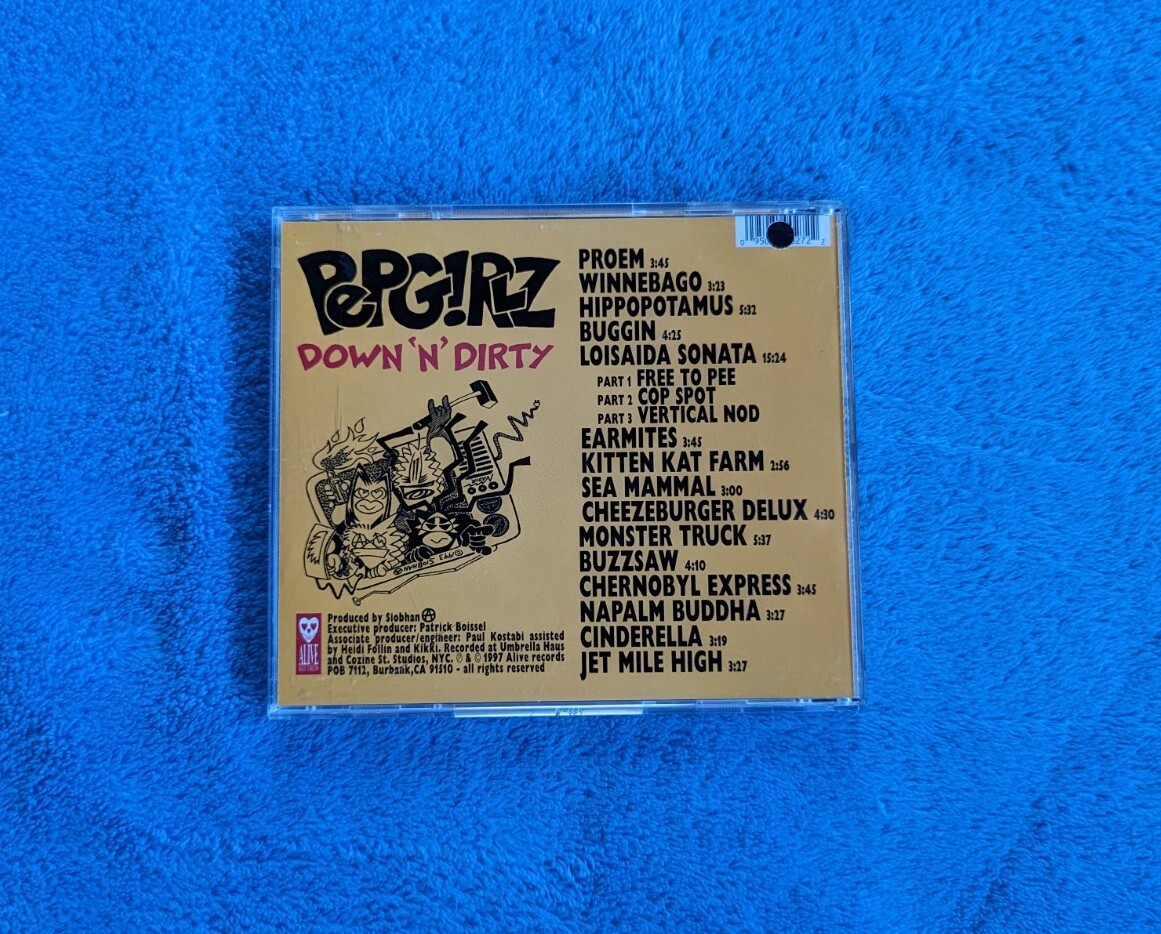 PePG!RLZ
DOWN 'N' DIRTY
©1993 SIOBHAN Ⓐ
ALIVE
RECORDS
Produced by Siobhan Ⓐ
Executive producer: Patrick Boissel
Associate producer/engineer: Paul Kostabi assisted
by Heidi Follin and Kikki. Recorded at Umbrella Haus
and Cozine St. Studios, NYC. ℗ & © 1997 Alive records
POB 7112, Burbank,CA 91510 - all rights reserved
PROEM 3:45
WINNEBAGO 3:23
HIPPOPOTAMUS 5:32
BUGGIN 4:25
LOISAIDA SONATA 15:24
PART 1 FREE TO PEE
PART 2 COP SPOT
PART 3 VERTICAL NOD
EARMITES 3:45
KITTEN KAT FARM 2:56
SEA MAMMAL 3:00
CHEEZEBURGER DELUX 4:30
MONSTER TRUCK 5:37
BUZZSAW 4:10
CHERNOBYL EXPRESS 3:45
NAPALM BUDDHA 3:27
CINDERELLA 3:19
JET MILE HIGH 3:27